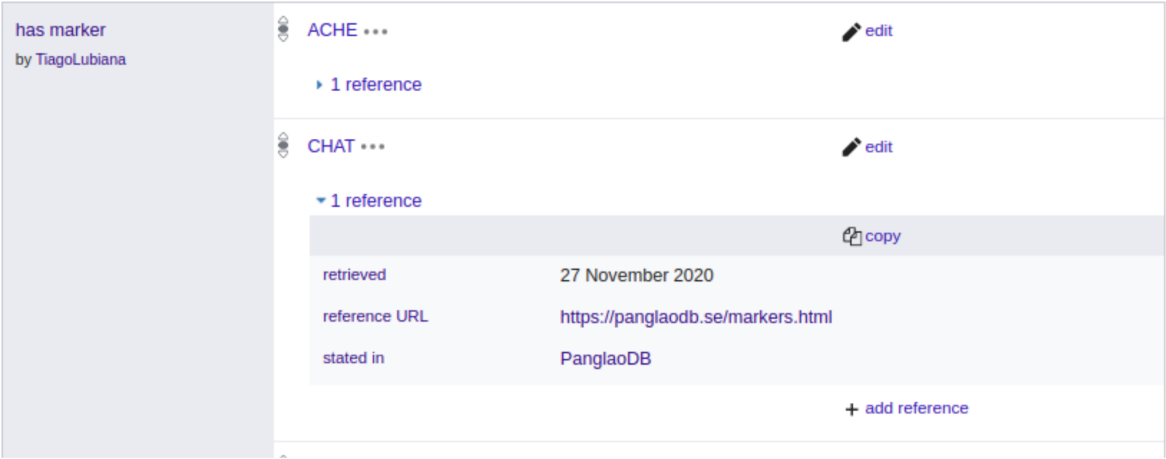 has marker
by TiagoLubiana
ACHE •••
edit
1 reference
CHAT •••
edit
1 reference
copy
retrieved 27 November 2020
reference URL https://panglaodb.se/markers.html
stated in PanglaoDB
+ add reference